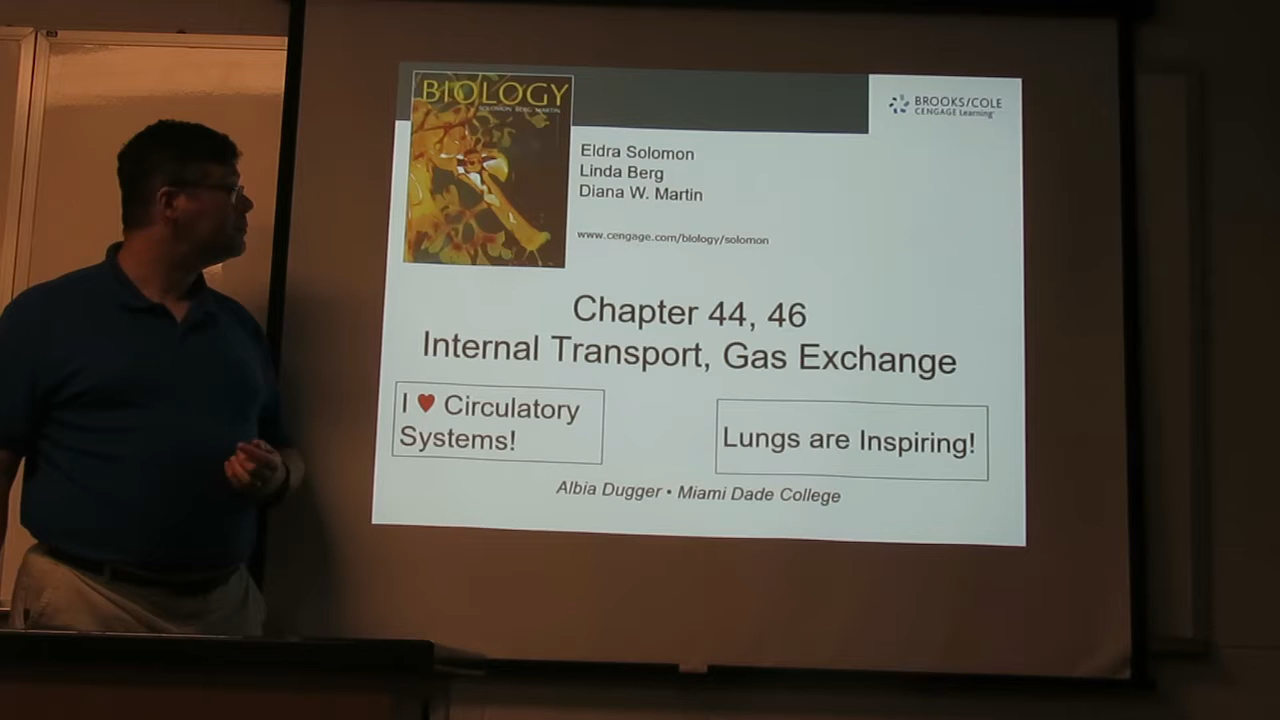 BIOLOGY
SOLOMON BERG MARTIN
BROOKS/COLE
CENGAGE Learning
Eldra Solomon
Linda Berg
Diana W. Martin
www.cengage.com/biology/solomon
Chapter 44, 46
Internal Transport, Gas Exchange
I ♥ Circulatory
Systems!
Lungs are Inspiring!
Albia Dugger • Miami Dade College